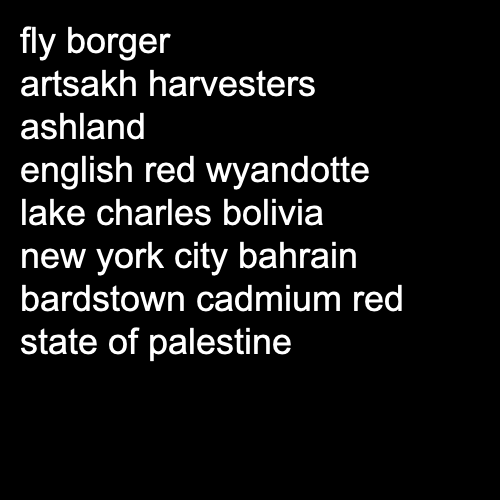 fly borger
artsakh harvesters
ashland
english red wyandotte
lake charles bolivia
new york city bahrain
bardstown cadmium red
state of palestine